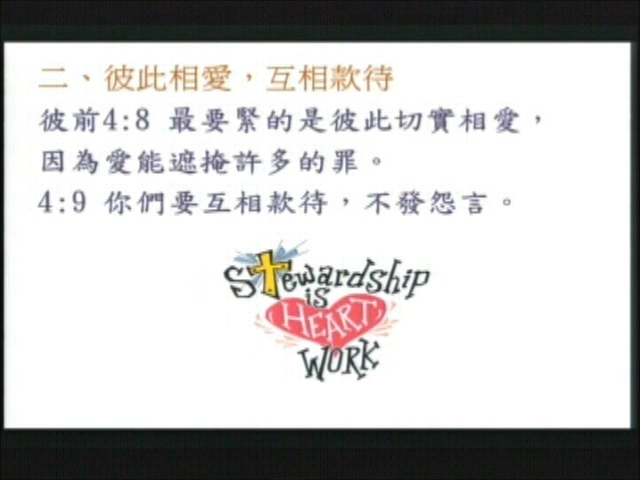 二、彼此相愛，互相款待
彼前4:8 最要緊的是彼此切實相愛，
因為愛能遮掩許多的罪。
4:9 你們要互相款待，不發怨言。
Stewardship
is
HEART
WORK